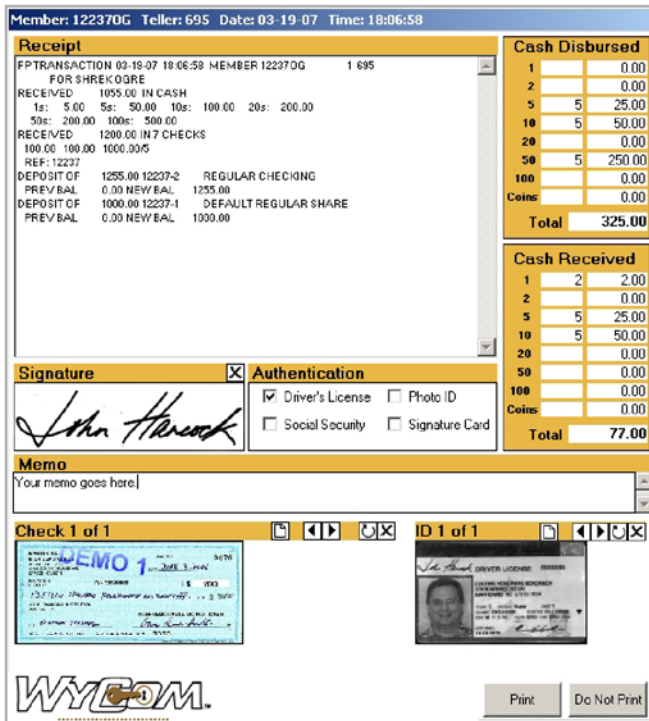 Member: 12237OG Teller: 695 Date: 03-19-07 Time: 18:06:58
Receipt
FPTRANSACTION 03-19-07 18:06:58 MEMBER 12237OG 1 695
FOR SHREK OGRE
RECEIVED 1055.00 IN CASH
1s: 5.00 5s: 50.00 10s: 100.00 20s: 200.00
50s: 200.00 100s: 500.00
RECEIVED 1200.00 IN 7 CHECKS
100.00 100.00 1000.00/5
REF: 12237
DEPOSIT OF 1255.00 12237-2 REGULAR CHECKING
PREV BAL 0.00 NEW BAL 1255.00
DEPOSIT OF 1000.00 12237-1 DEFAULT REGULAR SHARE
PREV BAL 0.00 NEW BAL 1000.00
Cash Disbursed
1 0.00
2 0.00
5 5 25.00
10 5 50.00
20 0.00
50 5 250.00
100 0.00
Coins 0.00
Total 325.00
Cash Received
1 2 2.00
2 0.00
5 5 25.00
10 5 50.00
20 0.00
50 0.00
100 0.00
Coins 0.00
Total 77.00
Signature X
John Hancock
Authentication
Driver's License Photo ID
Social Security Signature Card
Memo
Your memo goes here.
Check 1 of 1
DEMO 1
VOID
ID 1 of 1
DRIVER LICENSE
WYCOM.
Print Do Not Print